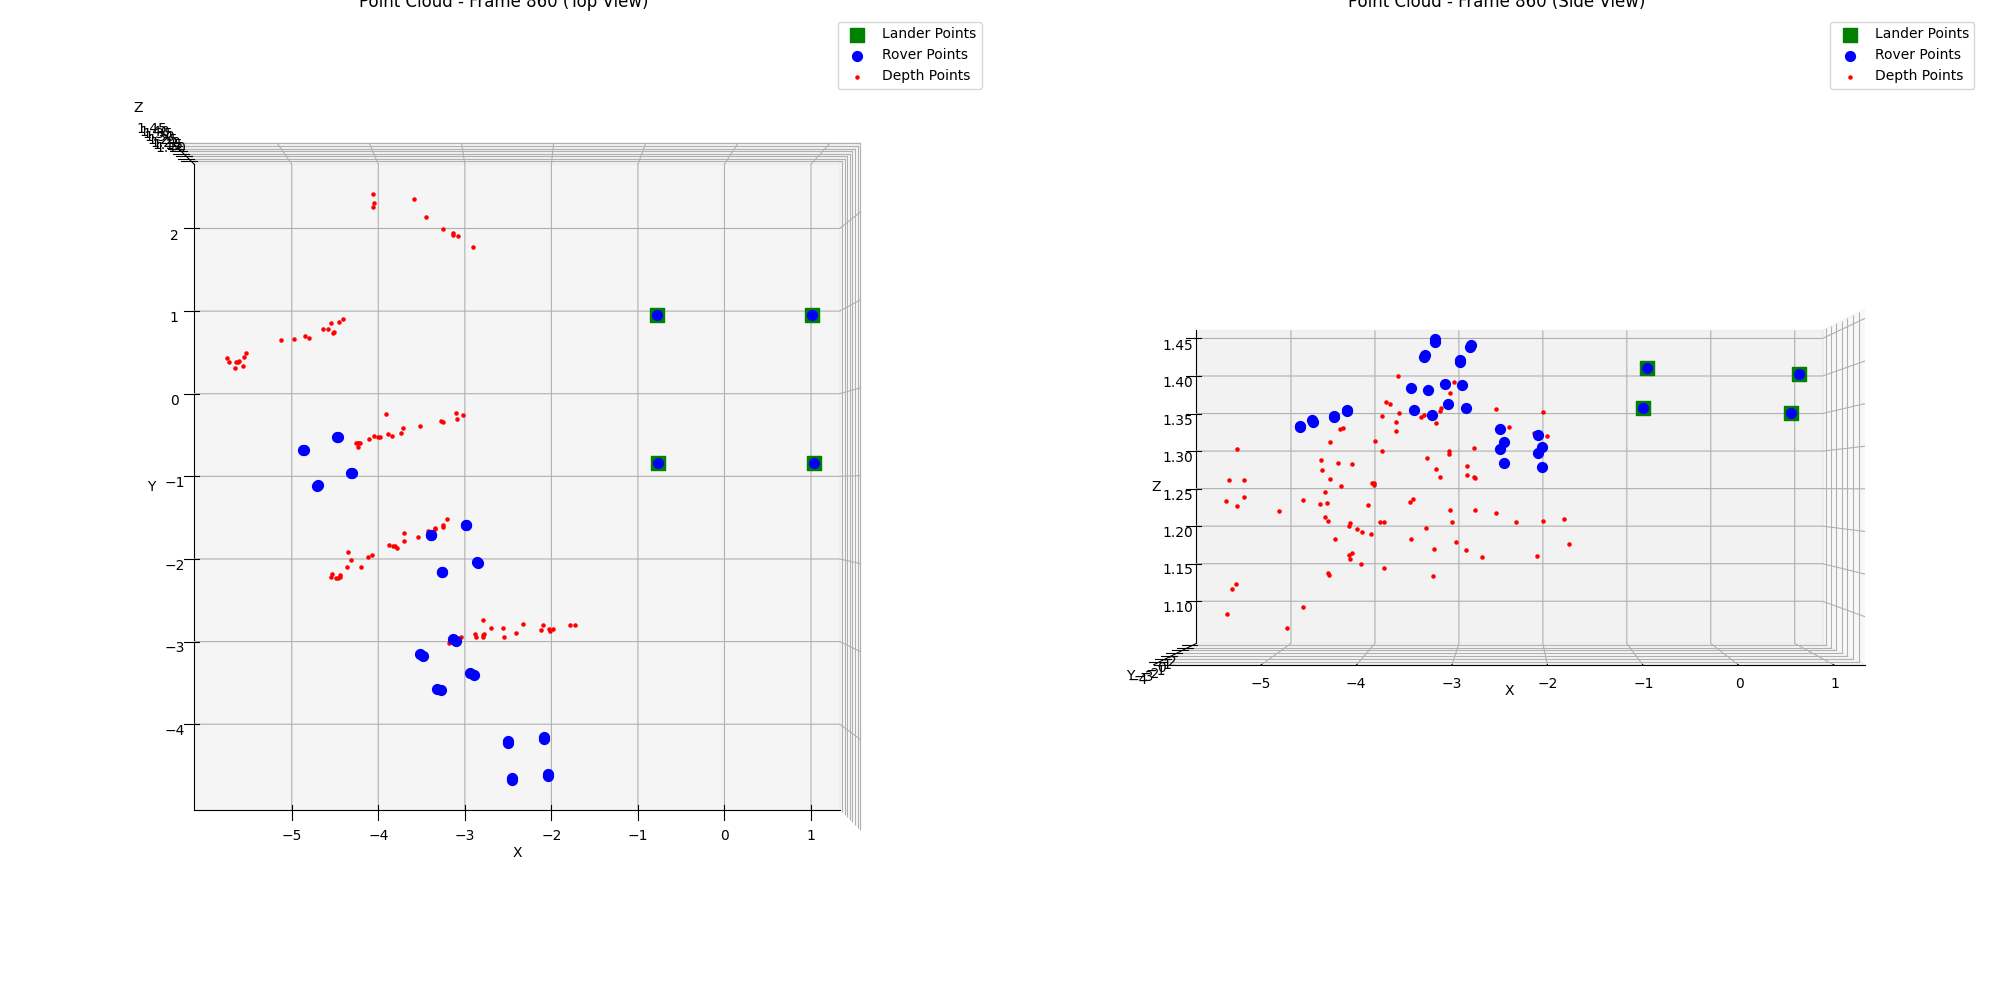 Point Cloud - Frame 860 (Top View)
Lander Points
Rover Points
Depth Points
Z
2
1
0
−1
−2
−3
−4
Y
−5
−4
−3
−2
−1
0
1
X
Point Cloud - Frame 860 (Side View)
Lander Points
Rover Points
Depth Points
1.45
1.40
1.35
1.30
1.25
1.20
1.15
1.10
Z
Y
−5
−4
−3
−2
−1
0
1
X